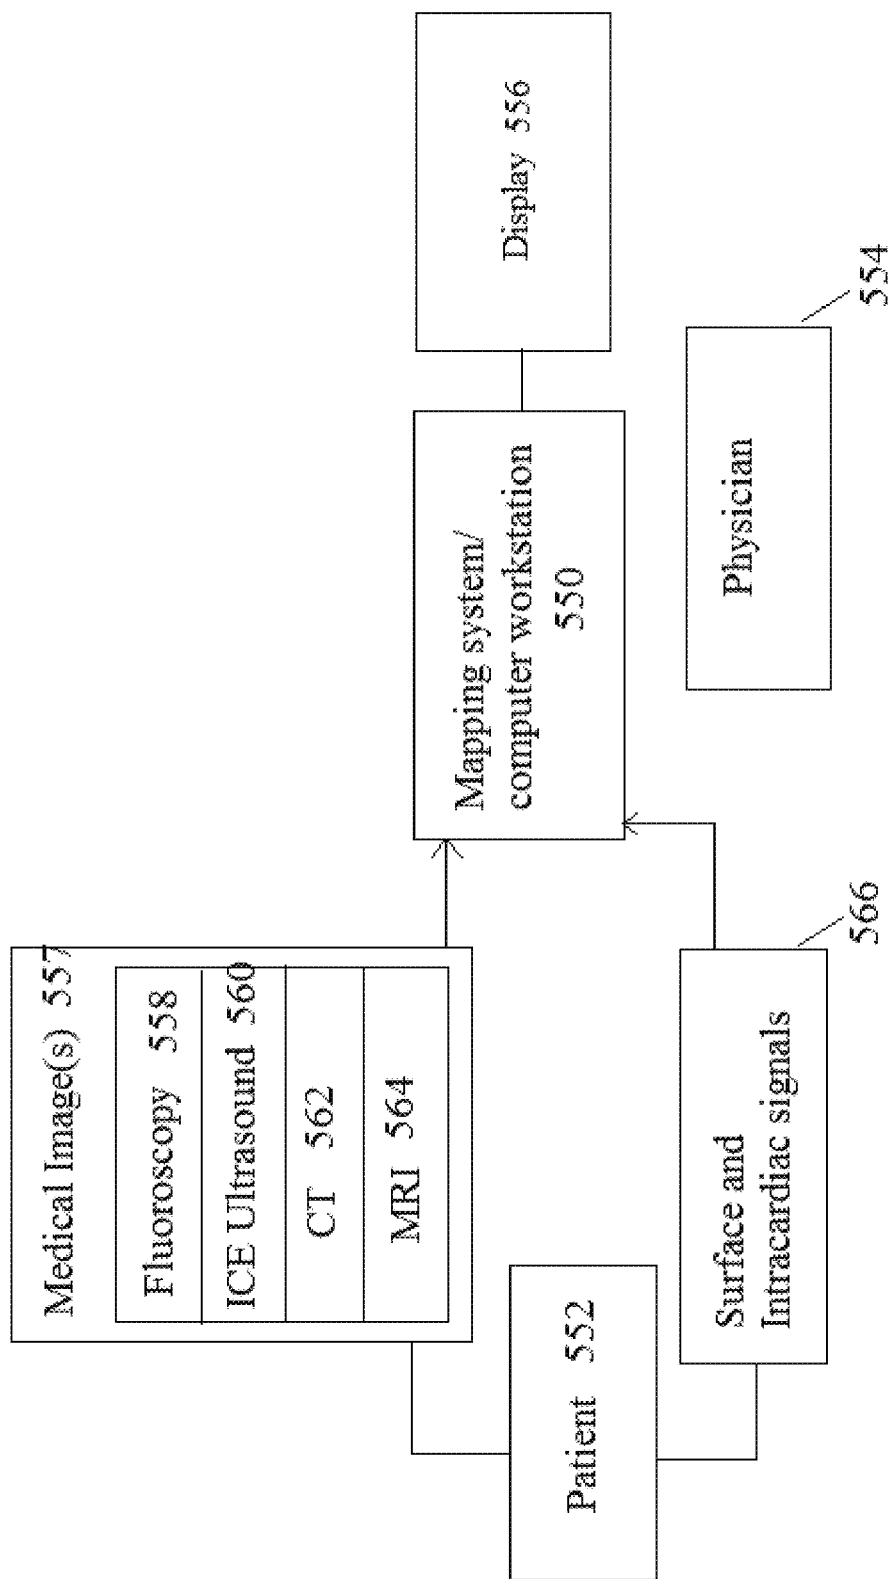 Medical Image(s) 557
Fluoroscopy 558
ICE Ultrasound 560
CT 562
MRI 564
Patient 552
Surface and
Intracardiac signals
566
Mapping system/
computer workstation
550
Display 556
Physician
554